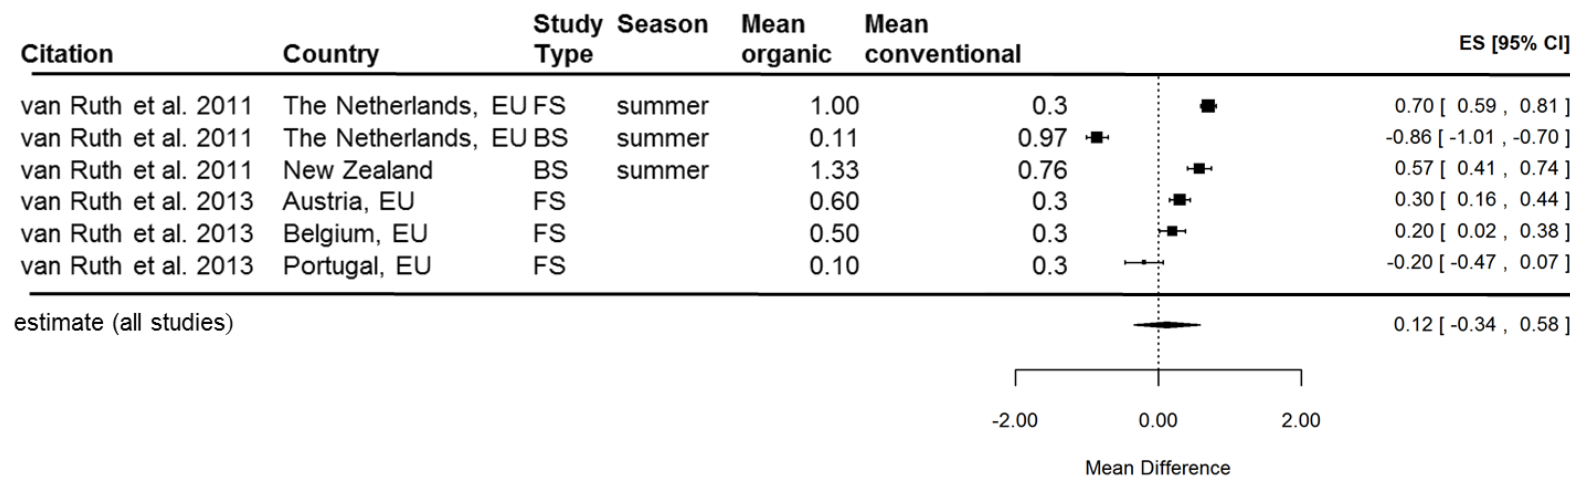 Citation Country Study Type Season Mean organic Mean conventional ES [95% CI]
van Ruth et al. 2011 The Netherlands, EU FS summer 1.00 0.3 0.70 [ 0.59 , 0.81 ]
van Ruth et al. 2011 The Netherlands, EU BS summer 0.11 0.97 -0.86 [ -1.01 , -0.70 ]
van Ruth et al. 2011 New Zealand BS summer 1.33 0.76 0.57 [ 0.41 , 0.74 ]
van Ruth et al. 2013 Austria, EU FS 0.60 0.3 0.30 [ 0.16 , 0.44 ]
van Ruth et al. 2013 Belgium, EU FS 0.50 0.3 0.20 [ 0.02 , 0.38 ]
van Ruth et al. 2013 Portugal, EU FS 0.10 0.3 -0.20 [ -0.47 , 0.07 ]
estimate (all studies) 0.12 [ -0.34 , 0.58 ]
-2.00 0.00 2.00
Mean Difference